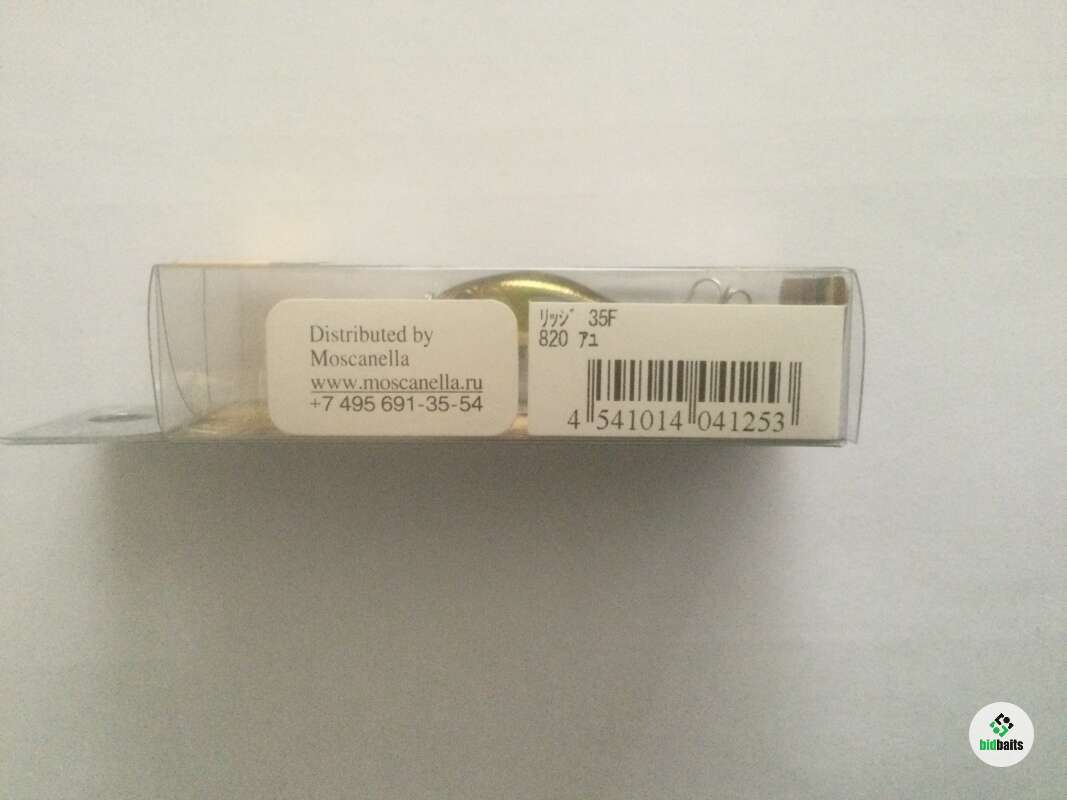 Distributed by
Moscanella
www.moscanella.ru
+7 495 691-35-54
ﾘｯｼﾞ 35F
820 ｱﾕ
4 541014 041253
bidbaits